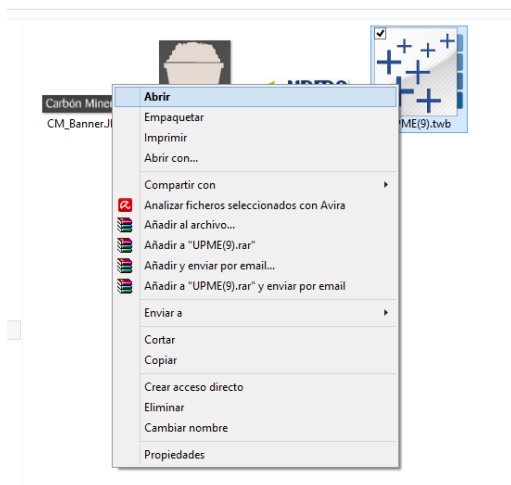 Carbón Miner
CM_Banner.JP
ME(9).twb
Abrir
Empaquetar
Imprimir
Abrir con...
Compartir con
Analizar ficheros seleccionados con Avira
Añadir al archivo...
Añadir a "UPME(9).rar"
Añadir y enviar por email...
Añadir a "UPME(9).rar" y enviar por email
Enviar a
Cortar
Copiar
Crear acceso directo
Eliminar
Cambiar nombre
Propiedades